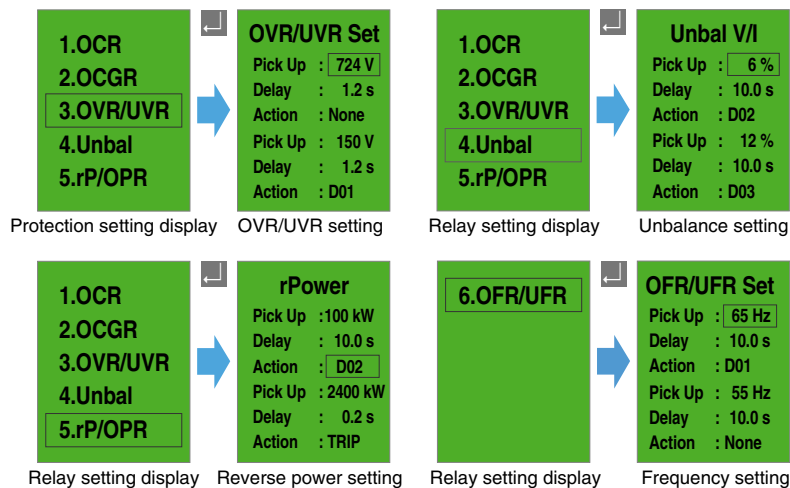 1.OCR
2.OCGR
3.OVR/UVR
4.Unbal
5.rP/OPR
Protection setting display
OVR/UVR Set
Pick Up : 724 V
Delay : 1.2 s
Action : None
Pick Up : 150 V
Delay : 1.2 s
Action : D01
OVR/UVR setting
1.OCR
2.OCGR
3.OVR/UVR
4.Unbal
5.rP/OPR
Relay setting display
Unbal V/I
Pick Up : 6 %
Delay : 10.0 s
Action : D02
Pick Up : 12 %
Delay : 10.0 s
Action : D03
Unbalance setting
1.OCR
2.OCGR
3.OVR/UVR
4.Unbal
5.rP/OPR
Relay setting display
rPower
Pick Up :100 kW
Delay : 10.0 s
Action : D02
Pick Up : 2400 kW
Delay : 0.2 s
Action : TRIP
Reverse power setting
6.OFR/UFR
Relay setting display
OFR/UFR Set
Pick Up : 65 Hz
Delay : 10.0 s
Action : D01
Pick Up : 55 Hz
Delay : 10.0 s
Action : None
Frequency setting